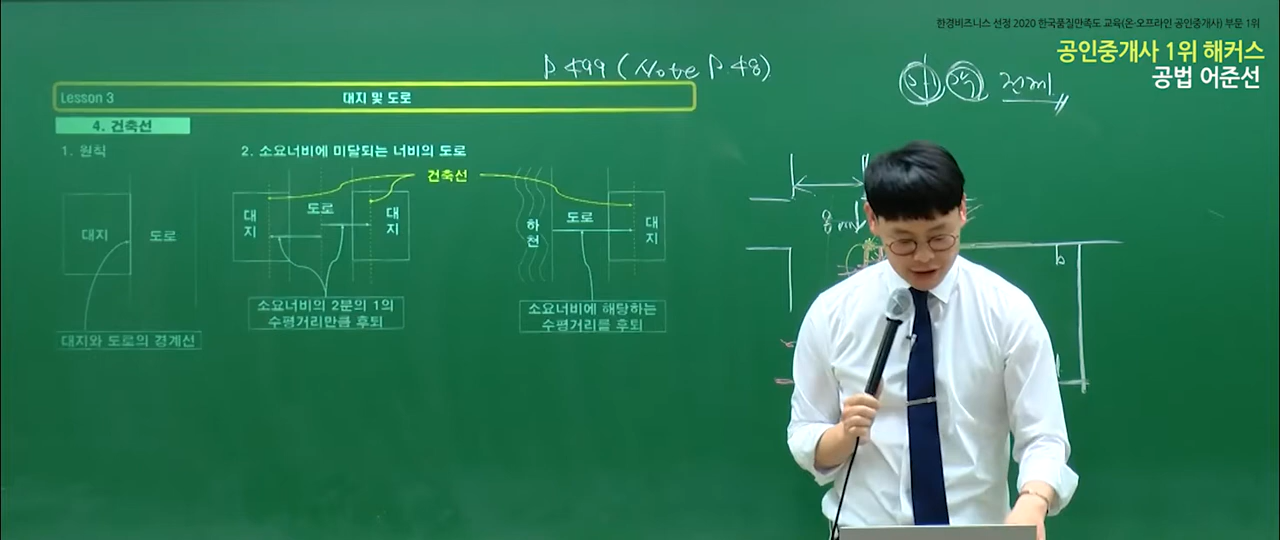 한경비즈니스 선정 2020 한국품질만족도 교육(온·오프라인 공인중개사) 부문 1위
공인중개사 1위 해커스
공법 어준선
P 499 (Note P 48)
Lesson 3 대지 및 도로
4. 건축선
1. 원칙
2. 소요너비에 미달되는 너비의 도로
건축선
대지
도로
대지
도로
대지
하천
도로
대지
8m
b
소요너비의 2분의 1의
수평거리만큼 후퇴
소요너비에 해당하는
수평거리를 후퇴
대지와 도로의 경계선